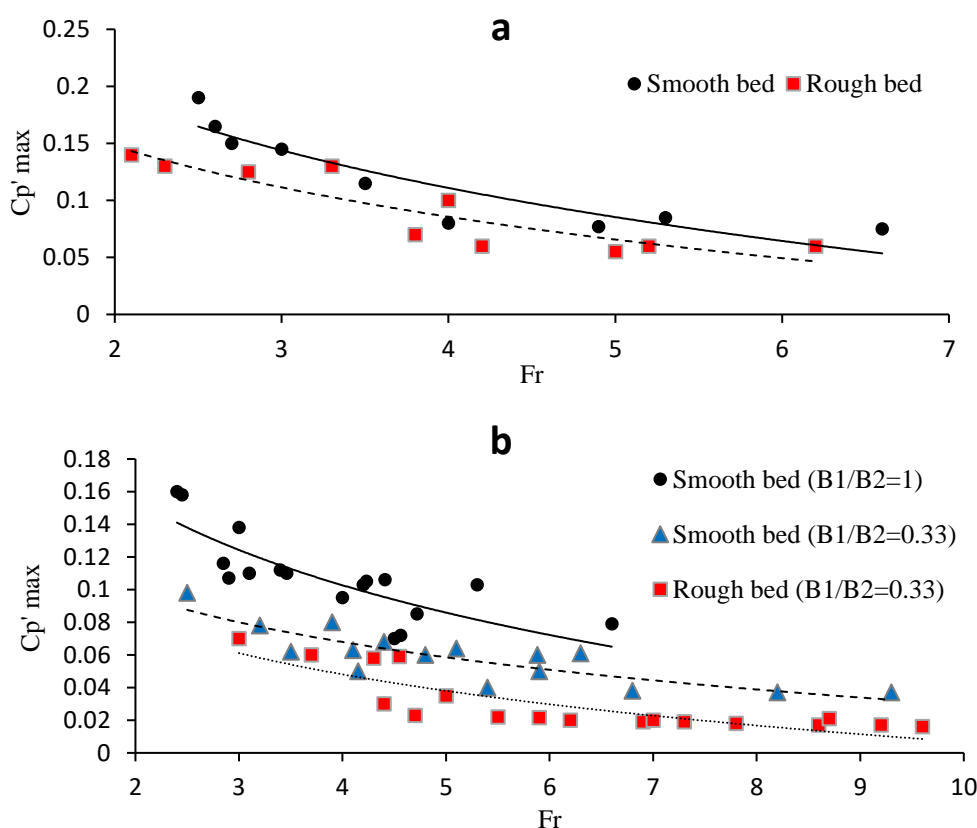 a
0.25
0.2
0.15
0.1
0.05
0
Cp' max
Smooth bed Rough bed
2 3 4 5 6 7
Fr
b
0.18
0.16
0.14
0.12
0.1
0.08
0.06
0.04
0.02
0
Cp' max
Smooth bed (B1/B2=1)
Smooth bed (B1/B2=0.33)
Rough bed (B1/B2=0.33)
2 3 4 5 6 7 8 9 10
Fr